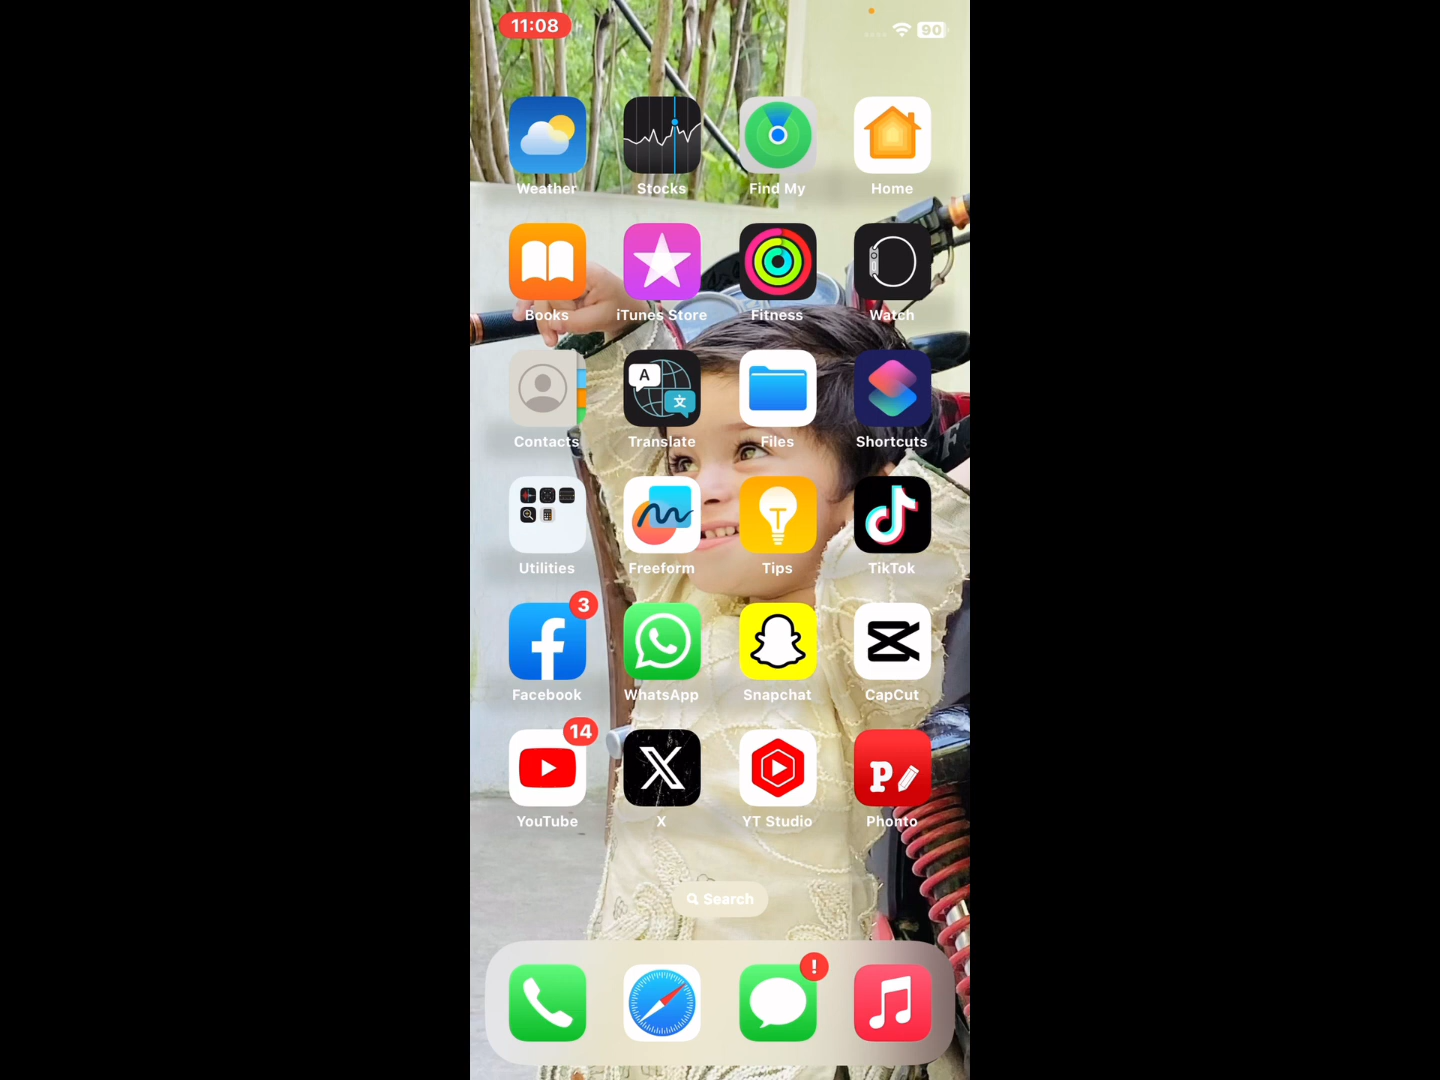 11:08
90
Weather Stocks Find My Home
Books iTunes Store Fitness Watch
A
文
Contacts Translate Files Shortcuts
Utilities Freeform Tips TikTok
3
Facebook WhatsApp Snapchat CapCut
14
P
YouTube X YT Studio Phonto
Search
!